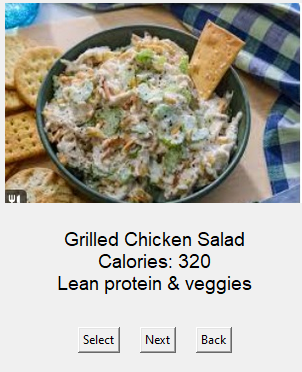 Grilled Chicken Salad
Calories: 320
Lean protein & veggies
Select Next Back